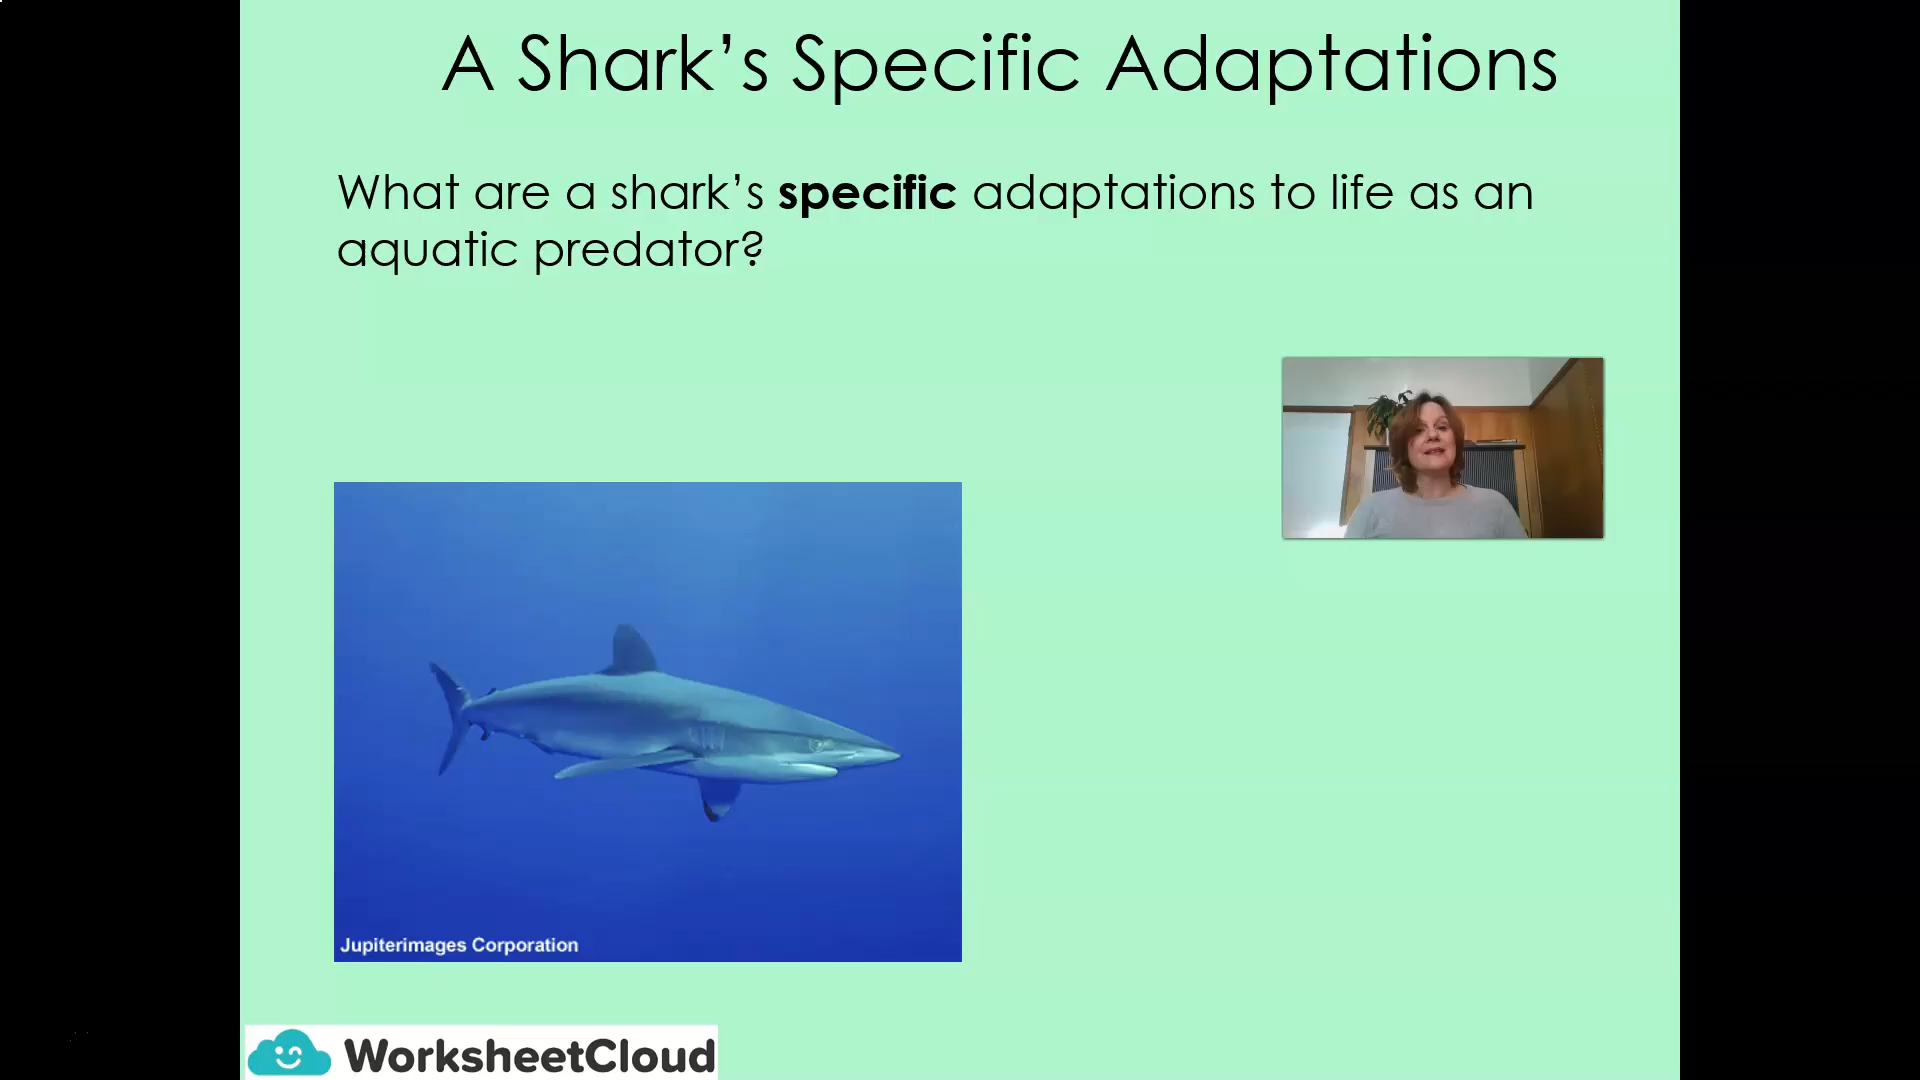 A Shark’s Specific Adaptations
What are a shark’s specific adaptations to life as an
aquatic predator?
Jupiterimages Corporation
WorksheetCloud